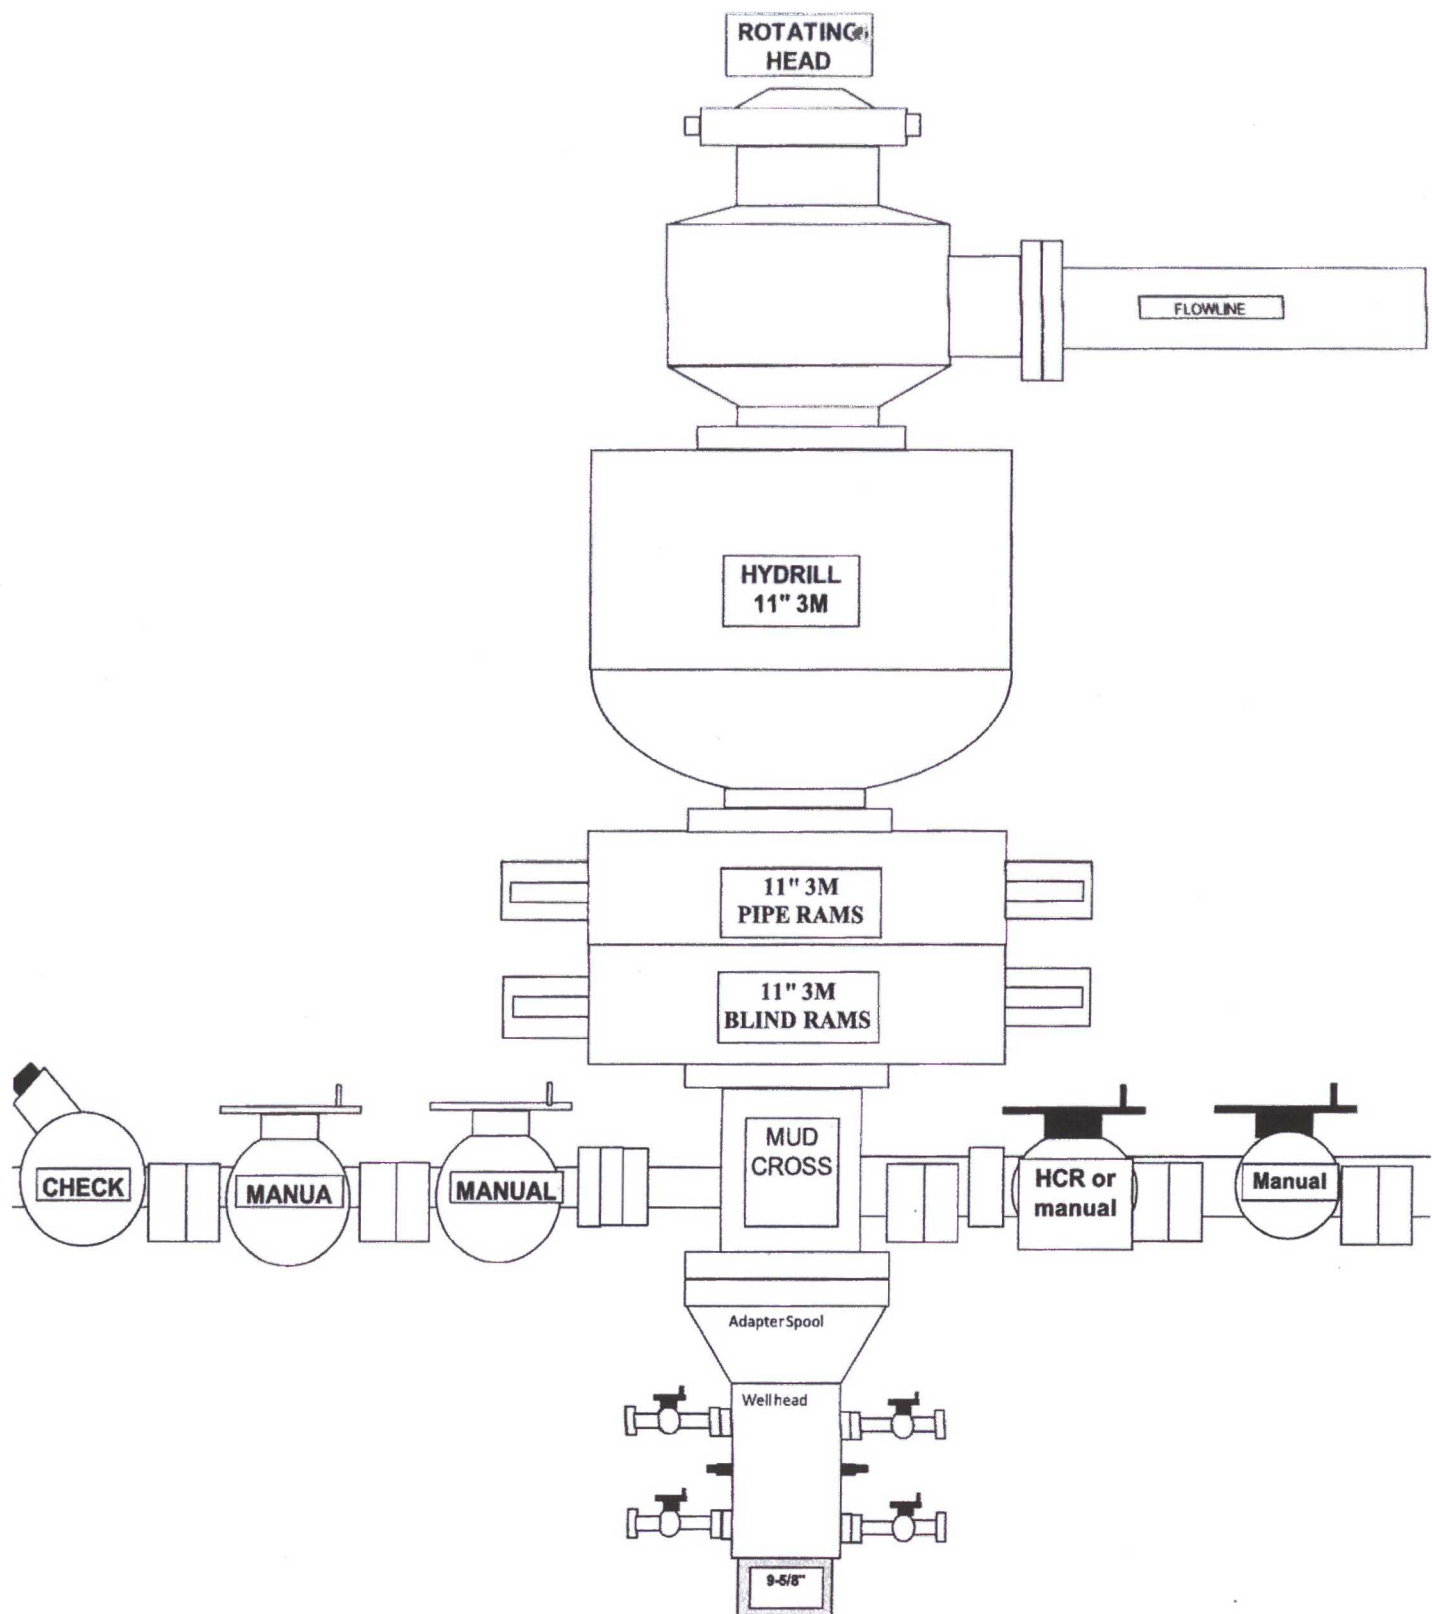 ROTATING
HEAD
FLOWLINE
HYDRILL
11" 3M
11" 3M
PIPE RAMS
11" 3M
BLIND RAMS
MUD
CROSS
CHECK
MANUA
MANUAL
HCR or
manual
Manual
Adapter Spool
Wellhead
9-5/8"